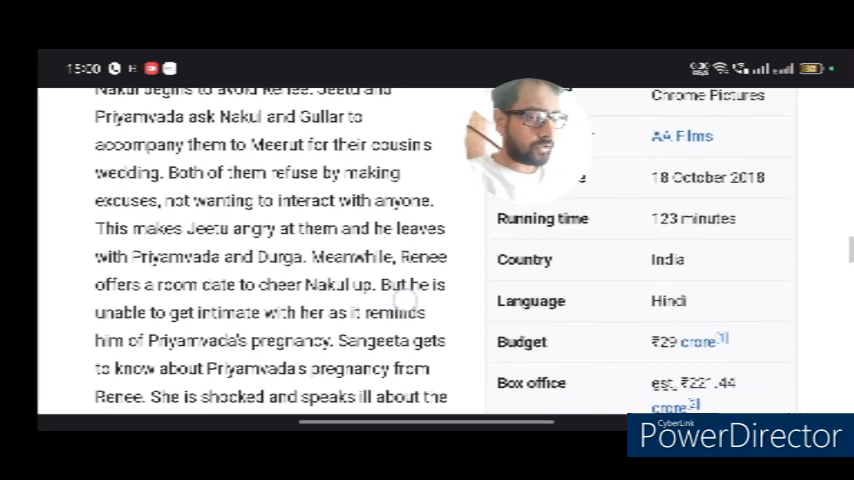 15:00
Nakul begins to avoid Renee. Jeetu and
Priyamvada ask Nakul and Gullar to
accompany them to Meerut for their cousin's
wedding. Both of them refuse by making
excuses, not wanting to interact with anyone.
This makes Jeetu angry at them and he leaves
with Priyamvada and Durga. Meanwhile, Renee
offers a room date to cheer Nakul up. But he is
unable to get intimate with her as it reminds
him of Priyamvada's pregnancy. Sangeeta gets
to know about Priyamvada's pregnancy from
Renee. She is shocked and speaks ill about the
Chrome Pictures
AA Films
18 October 2018
Running time 123 minutes
Country India
Language Hindi
Budget ₹29 crore[1]
Box office est. ₹221.44
crore[2]
CyberLink
PowerDirector